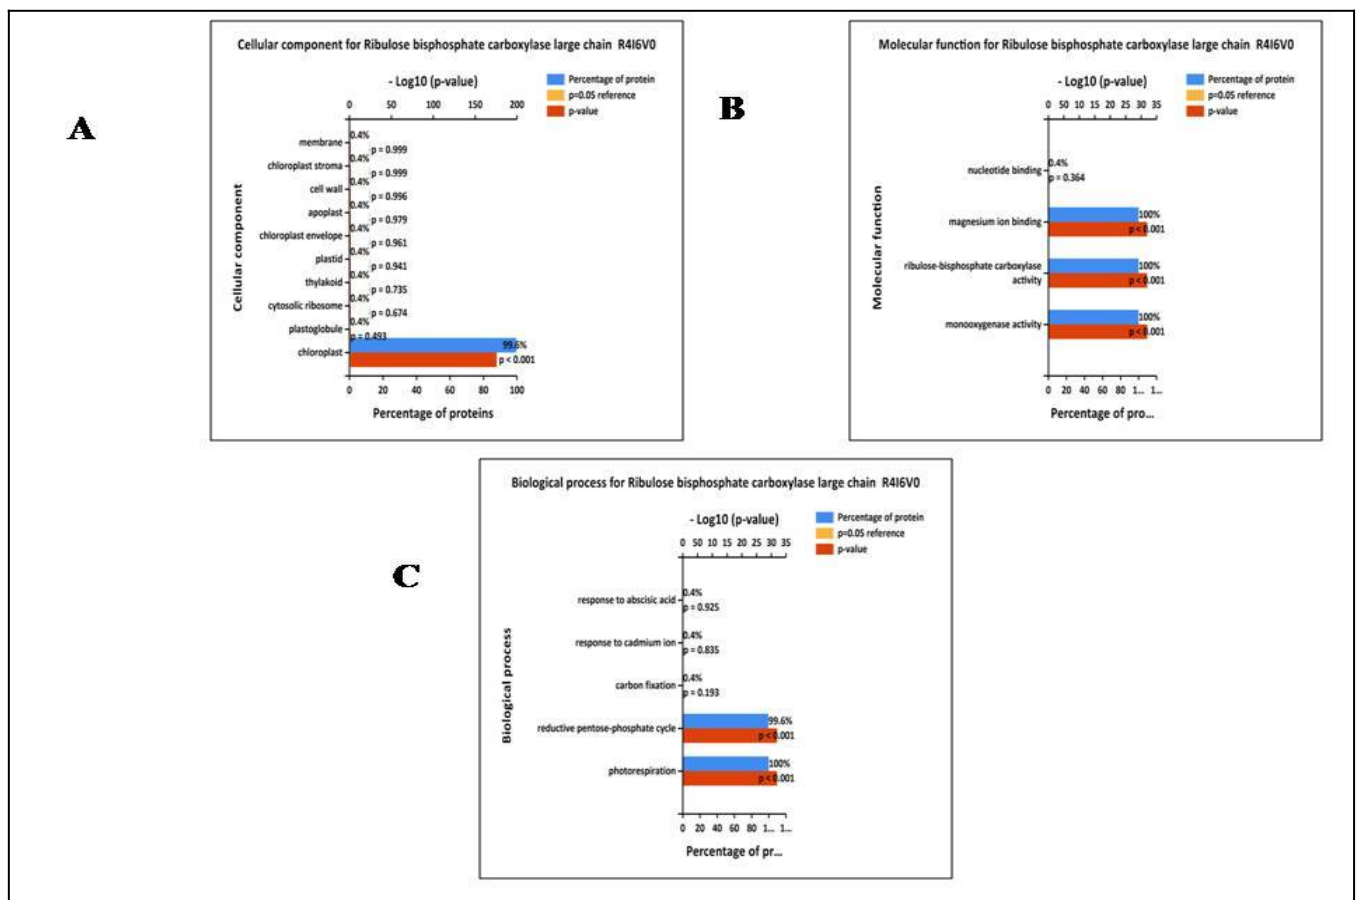 A
Cellular component for Ribulose bisphosphate carboxylase large chain R4I6V0
- Log10 (p-value)
Percentage of protein
p=0.05 reference
p-value
0 50 100 150 200
Cellular component
membrane 0.4% p = 0.999
chloroplast stroma 0.4% p = 0.999
cell wall 0.4% p = 0.996
apoplast 0.4% p = 0.979
chloroplast envelope 0.4% p = 0.961
plastid 0.4% p = 0.941
thylakoid 0.4% p = 0.735
cytosolic ribosome 0.4% p = 0.674
plastoglobule 0.4% p = 0.493
chloroplast 99.6% p < 0.001
0 20 40 60 80 100
Percentage of proteins
B
Molecular function for Ribulose bisphosphate carboxylase large chain R4I6V0
- Log10 (p-value)
Percentage of protein
p=0.05 reference
p-value
0 5 10 15 20 25 30 35
Molecular function
nucleotide binding 0.4% p = 0.364
magnesium ion binding 100% p < 0.001
ribulose-bisphosphate carboxylase
activity 100% p < 0.001
monooxygenase activity 100% p < 0.001
0 20 40 60 80 1... 1...
Percentage of pro...
C
Biological process for Ribulose bisphosphate carboxylase large chain R4I6V0
- Log10 (p-value)
Percentage of protein
p=0.05 reference
p-value
0 5 10 15 20 25 30 35
Biological process
response to abscisic acid 0.4% p = 0.925
response to cadmium ion 0.4% p = 0.835
carbon fixation 0.4% p = 0.193
reductive pentose-phosphate cycle 99.6% p < 0.001
photorespiration 100% p < 0.001
0 20 40 60 80 1... 1...
Percentage of pr...